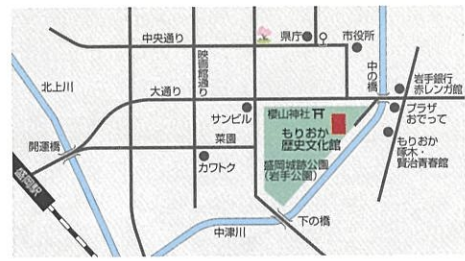 中央通り
県庁
市役所
映画館通り
中の橋
北上川
大通り
岩手銀行
赤レンガ館
サンビル
櫻山神社
プラザ
おでって
菜園
もりおか
歴史文化館
開運橋
もりおか
啄木・
賢治青春館
カワトク
盛岡城跡公園
(岩手公園)
盛岡駅
下の橋
中津川